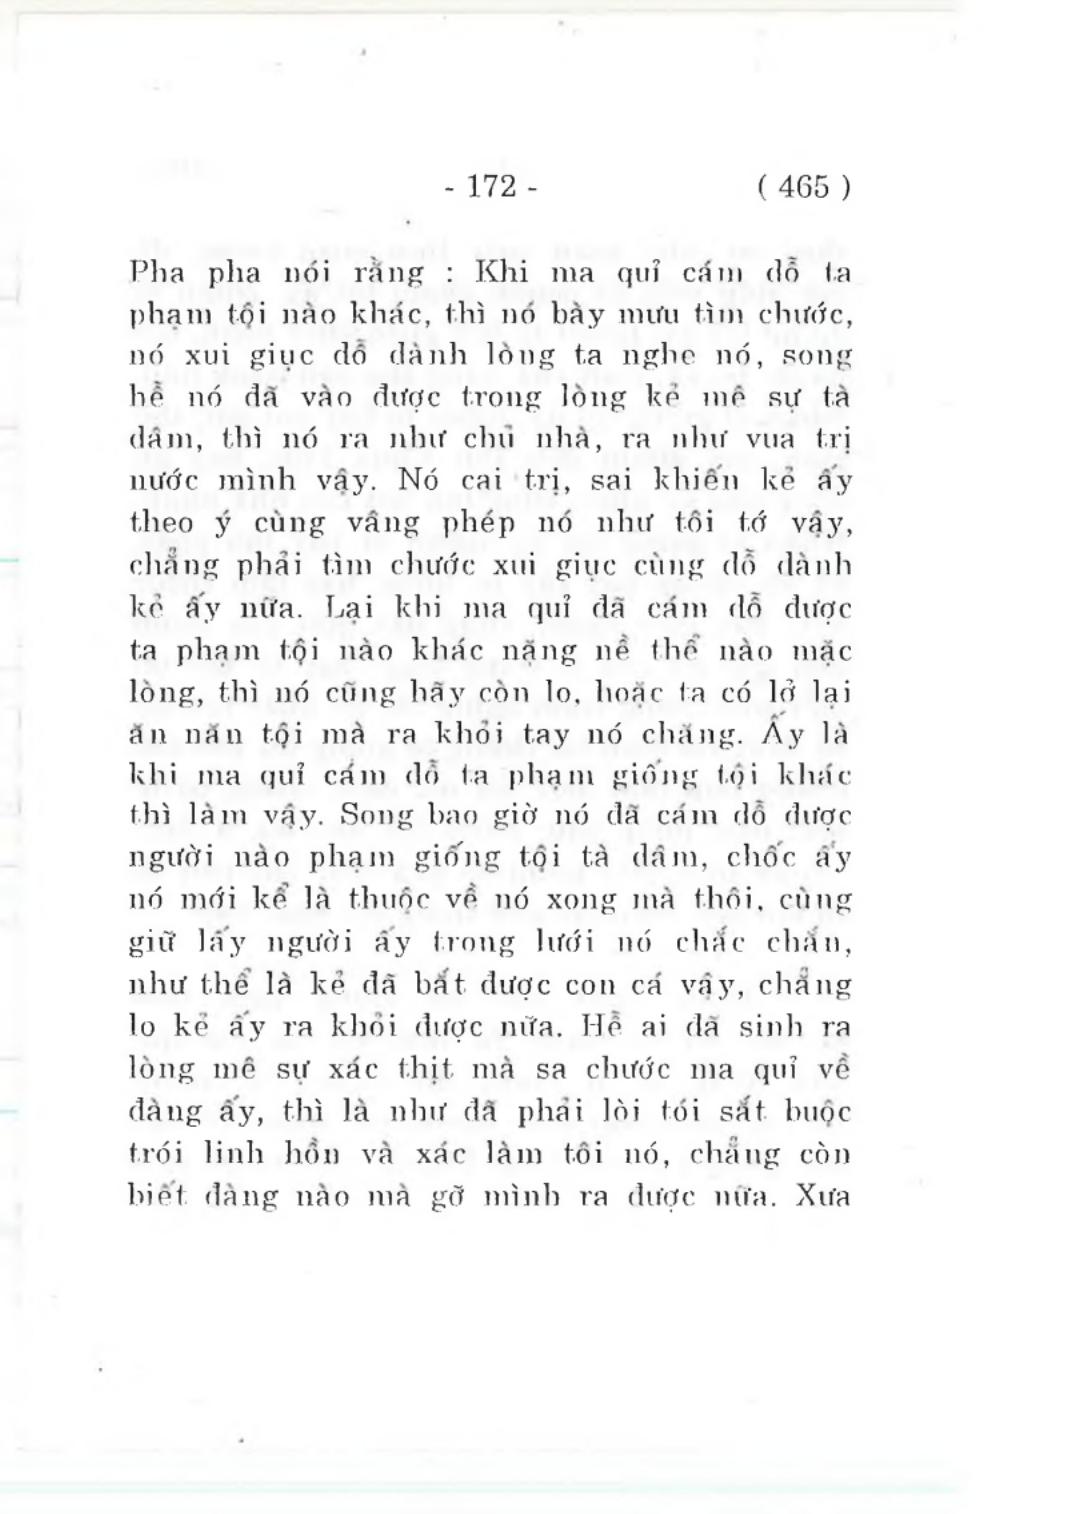 - 172 - ( 465 )
Pha pha nói rằng : Khi ma quỉ cám dỗ ta
phạm tội nào khác, thì nó bày mưu tìm chước,
nó xui giục dỗ dành lòng ta nghe nó, song
hễ nó đã vào được trong lòng kẻ mê sự tà
dâm, thì nó ra như chủ nhà, ra như vua trị
nước mình vậy. Nó cai trị, sai khiến kẻ ấy
theo ý cùng vâng phép nó như tôi tớ vậy,
chẳng phải tìm chước xui giục cùng dỗ dành
kẻ ấy nữa. Lại khi ma quỉ đã cám dỗ được
ta phạm tội nào khác nặng nề thể nào mặc
lòng, thì nó cũng hãy còn lo, hoặc ta có lở lại
ăn năn tội mà ra khỏi tay nó chăng. Ấy là
khi ma quỉ cám dỗ ta phạm giống tội khác
thì làm vậy. Song bao giờ nó đã cám dỗ được
người nào phạm giống tội tà dâm, chốc ấy
nó mới kể là thuộc về nó xong mà thôi, cùng
giữ lấy người ấy trong lưới nó chắc chắn,
như thể là kẻ đã bắt được con cá vậy, chẳng
lo kẻ ấy ra khỏi được nữa. Hễ ai đã sinh ra
lòng mê sự xác thịt mà sa chước ma quỉ về
đàng ấy, thì là như đã phải lòi tói sắt buộc
trói linh hồn và xác làm tôi nó, chẳng còn
biết đàng nào mà gỡ mình ra được nữa. Xưa